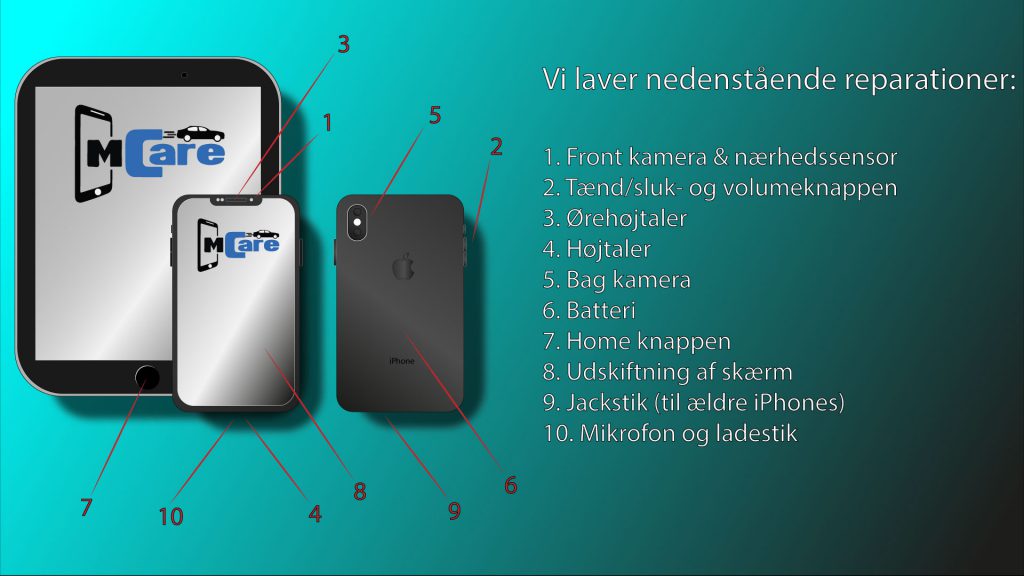 Vi laver nedenstående reparationer:
1. Front kamera & nærhedssensor
2. Tænd/sluk- og volumeknappen
3. Ørehøjtaler
4. Højtaler
5. Bag kamera
6. Batteri
7. Home knappen
8. Udskiftning af skærm
9. Jackstik (til ældre iPhones)
10. Mikrofon og ladestik
3
1
5
2
MCare
MCare
iPhone
7
10
4
8
9
6